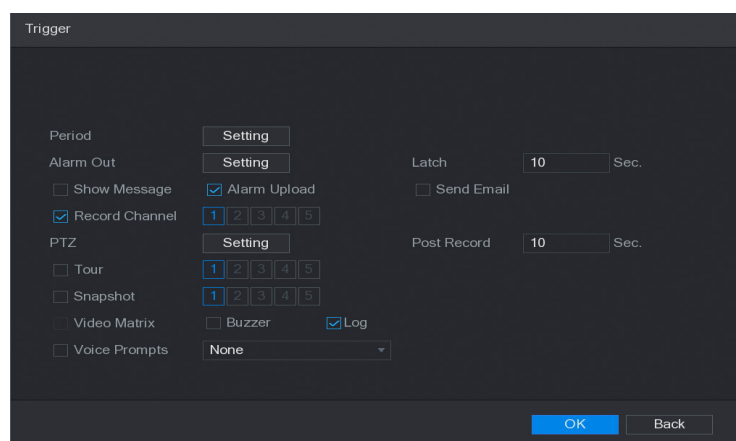 Trigger
Period Setting
Alarm Out Setting Latch 10 Sec.
Show Message Alarm Upload Send Email
Record Channel 1 2 3 4 5
PTZ Setting Post Record 10 Sec.
Tour 1 2 3 4 5
Snapshot 1 2 3 4 5
Video Matrix Buzzer Log
Voice Prompts None
OK Back